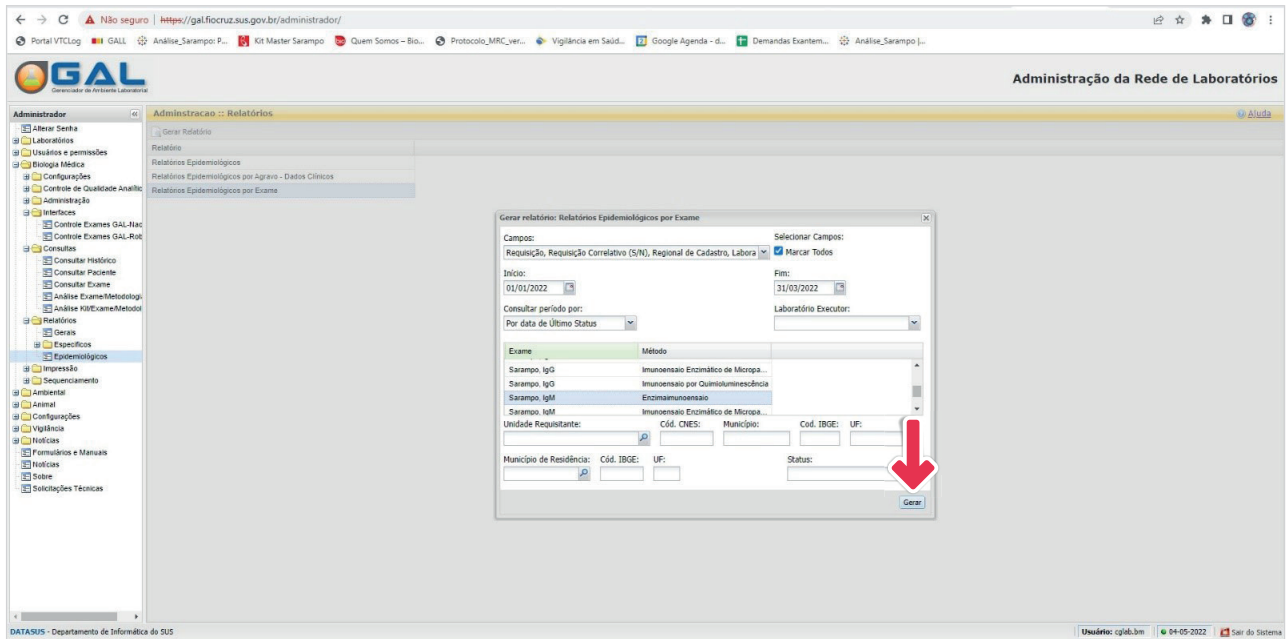 Não seguro | https://gal.fiocruz.sus.gov.br/administrador/
Portal VTCLog GALL Análise_Sarampo: P... Kit Master Sarampo Quem Somos – Bio... Protocolo_MRC_ver... Vigilância em Saúd... Google Agenda - d... Demandas Exantem... Análise_Sarampo |...
GAL
Gerenciador de Ambiente Laboratorial
Administração da Rede de Laboratórios
Administrador
Alterar Senha
Laboratórios
Usuários e permissões
Biologia Médica
Configurações
Controle de Qualidade Analític
Administração
Interfaces
Controle Exames GAL-Nac
Controle Exames GAL-Rob
Consultas
Consultar Histórico
Consultar Paciente
Consultar Exame
Análise Exame/Metodologi
Análise Kit/Exame/Metodol
Relatórios
Gerais
Específicos
Epidemiológicos
Impressão
Sequenciamento
Ambiental
Animal
Configurações
Vigilância
Notícias
Formulários e Manuais
Notícias
Sobre
Solicitações Técnicas
Adminstracao :: Relatórios
Ajuda
Gerar Relatório
Relatório
Relatórios Epidemiológicos
Relatórios Epidemiológicos por Agravo - Dados Clínicos
Relatórios Epidemiológicos por Exame
Gerar relatório: Relatórios Epidemiológicos por Exame
Campos: Selecionar Campos:
Requisição, Requisição Correlativo (S/N), Regional de Cadastro, Labora Marcar Todos
Início: Fim:
01/01/2022 31/03/2022
Consultar período por: Laboratório Executor:
Por data de Último Status
Exame Método
Sarampo, IgG Imunoensaio Enzimático de Micropa...
Sarampo, IgG Imunoensaio por Quimioluminescência
Sarampo, IgM Enzimaimunoensaio
Sarampo, IgM Imunoensaio Enzimático de Micropa...
Unidade Requisitante: Cód. CNES: Município: Cod. IBGE: UF:
Município de Residência: Cód. IBGE: UF: Status:
Gerar
DATASUS - Departamento de Informática do SUS
Usuário: cglab.bm 04-05-2022 Sair do Sistema